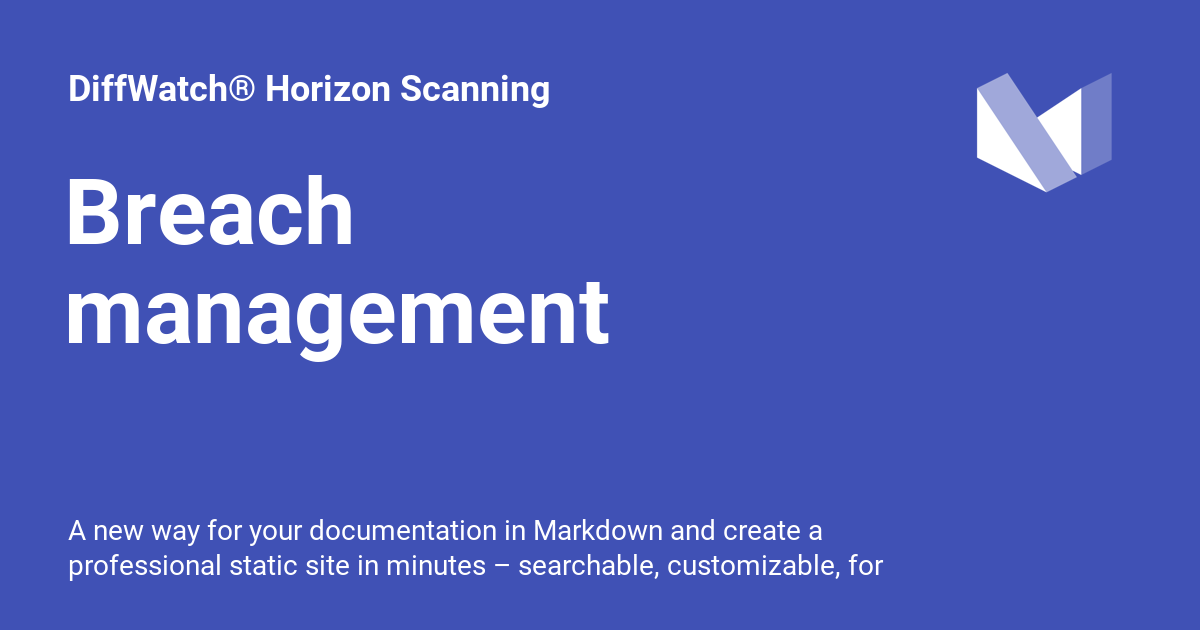 DiffWatch® Horizon Scanning
Breach
management
A new way for your documentation in Markdown and create a
professional static site in minutes – searchable, customizable, for